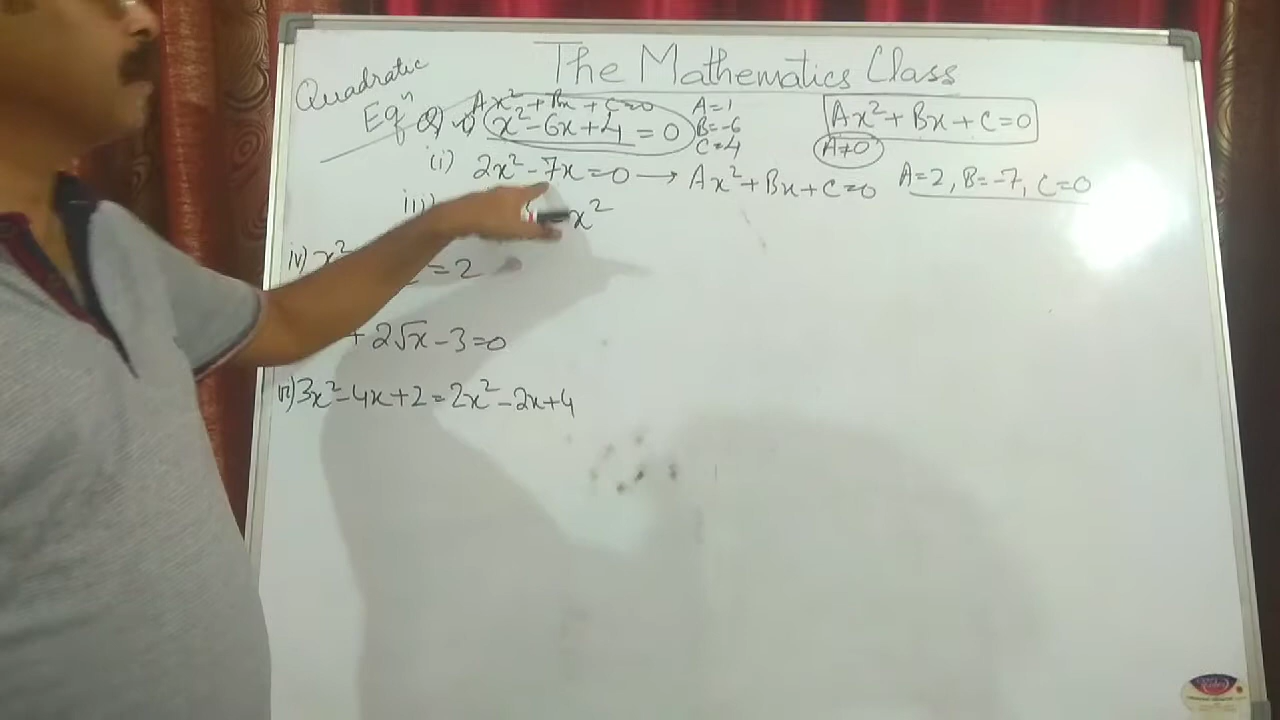 The Mathematics Class
Quadratic
Eqⁿ
Ax² + Bx + C = 0
Q) i) x² - 6x + 4 = 0
A = 1
B = -6
C = 4
Ax² + Bx + C = 0
A ≠ 0
(i) 2x² - 7x = 0 → Ax² + Bx + C = 0 A = 2, B = -7, C = 0
iii) x²
iv) x² = 2
+ 2√x - 3 = 0
vi) 3x² - 4x + 2 = 2x² - 2x + 4